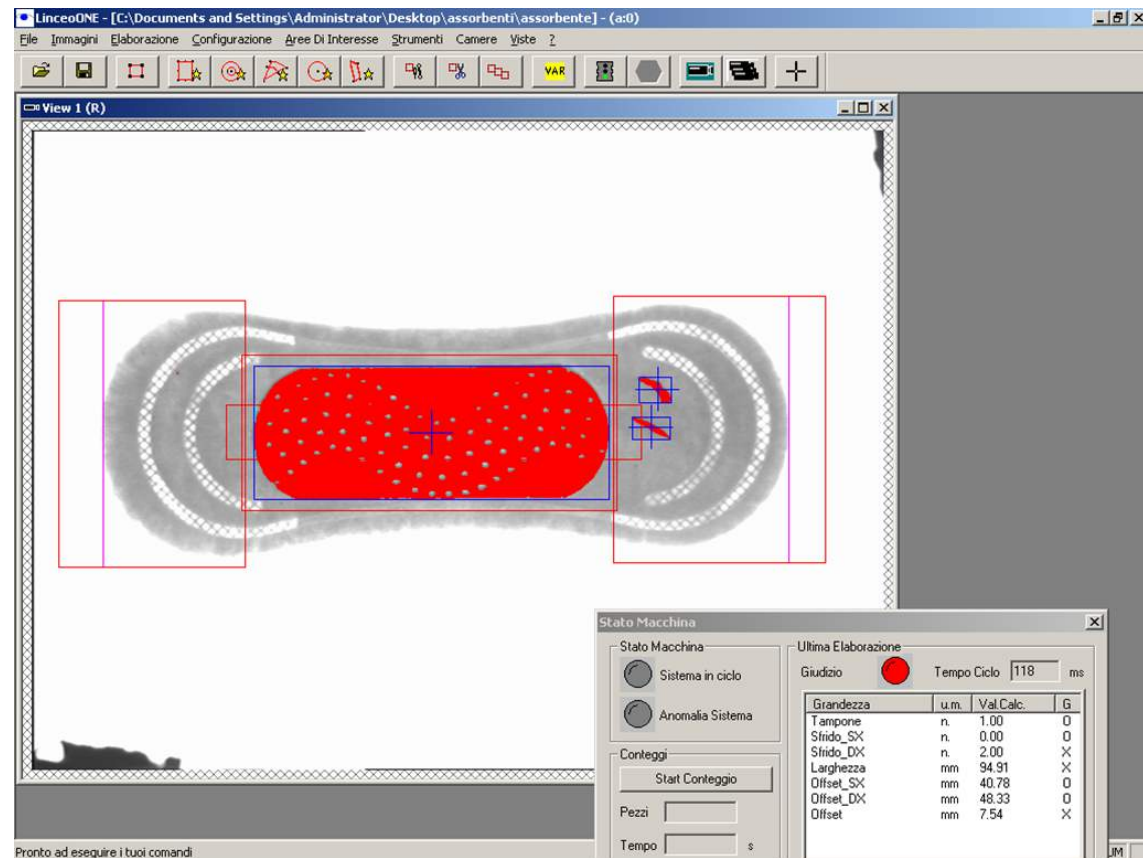 LinceoONE - [C:\Documents and Settings\Administrator\Desktop\assorbenti\assorbente] - (a:0)
File Immagini Elaborazione Configurazione Aree Di Interesse Strumenti Camere Viste ?
VAR
View 1 (R)
Stato Macchina
Stato Macchina
Sistema in ciclo
Anomalia Sistema
Conteggi
Start Conteggio
Pezzi
Tempo s
Ultima Elaborazione
Giudizio Tempo Ciclo 118 ms
Grandezza u.m. Val.Calc. G
Tampone n. 1.00 O
Sfrido_SX n. 0.00 O
Sfrido_DX n. 2.00 X
Larghezza mm 94.91 X
Offset_SX mm 40.78 O
Offset_DX mm 48.33 O
Offset mm 7.54 X
Pronto ad eseguire i tuoi comandi